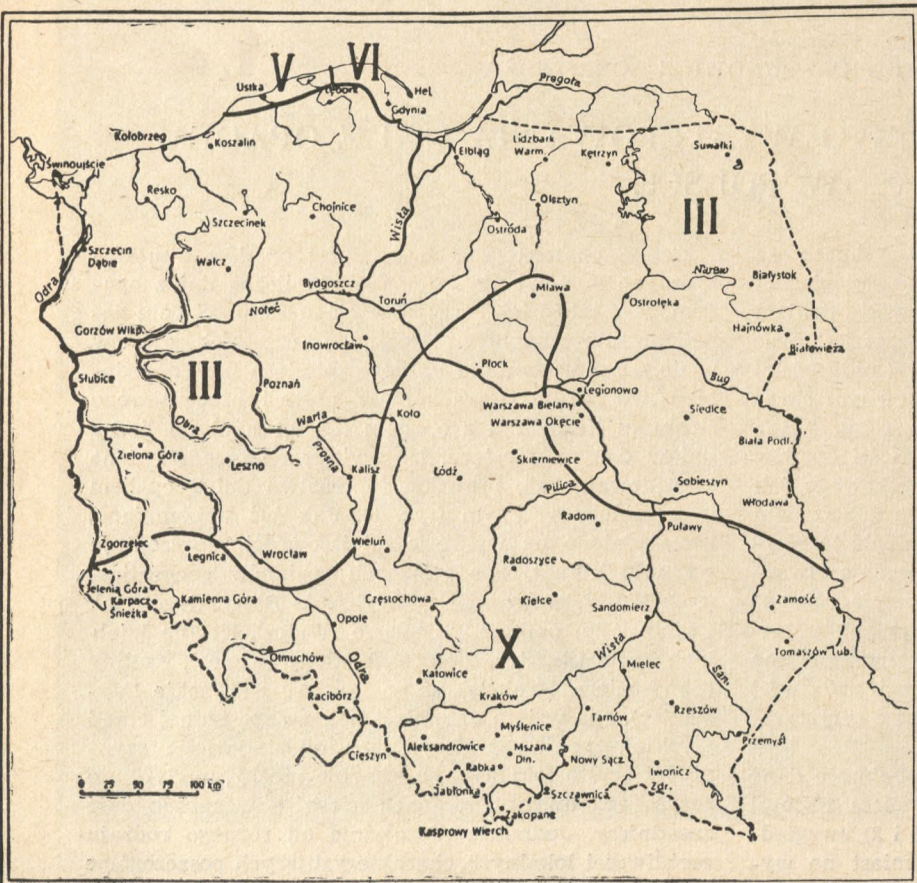 V
VI
Ustka
Hel
Gdynia
Pregoła
Kołobrzeg
Koszalin
Elbląg
Lidzbark
Warm.
Kętrzyn
Suwałki
Świnoujście
Resko
Szczecinek
Chojnice
Wisła
Olsztyn
Ostróda
III
Szczecin
Dąbie
Wałcz
Odra
Bydgoszcz
Toruń
Noteć
Mława
Narew
Białystok
Ostrołęka
Hajnówka
Białowieża
Gorzów Wlkp.
Inowrocław
Płock
Słubice
III
Poznań
Legionowo
Bug
Warszawa Bielany
Warszawa Okęcie
Siedlce
Obra
Warta
Koło
Biała Podl.
Zielona Góra
Leszno
Prosna
Kalisz
Łódź
Skierniewice
Pilica
Sobieszyn
Włodawa
Radom
Puławy
Zgorzelec
Legnica
Wrocław
Wieluń
Radoszyce
Jelenia Góra
Karpacz
Śnieżka
Kamienna Góra
Częstochowa
Kielce
Sandomierz
Zamość
Opole
X
Wisła
Tomaszów Lub.
Otmuchów
Odra
Katowice
Mielec
San
Racibórz
Kraków
Tarnów
Rzeszów
Myślenice
Przemyśl
Aleksandrowice
Cieszyn
Mszana
Din.
Rabka
Nowy Sącz
Iwonicz
Zdr.
Jabłonka
Szczawnica
Zakopane
Kasprowy Wierch
0 25 50 75 100 km